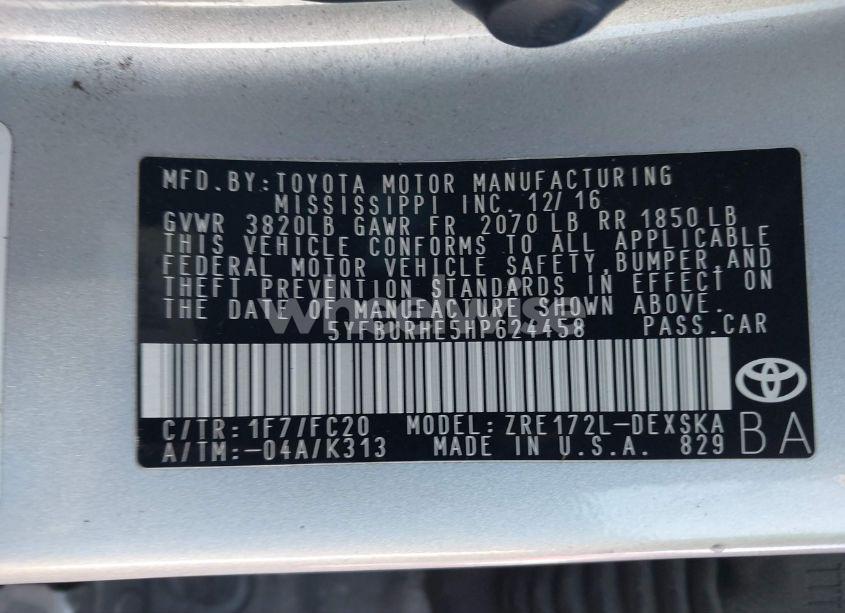 MFD.BY:TOYOTA MOTOR MANUFACTURING
MISSISSIPPI INC. 12/16
GVWR 3820LB GAWR FR 2070 LB RR 1850 LB
THIS VEHICLE CONFORMS TO ALL APPLICABLE
FEDERAL MOTOR VEHICLE SAFETY,BUMPER,AND
THEFT PREVENTION STANDARDS IN EFFECT ON
THE DATE OF MANUFACTURE SHOWN ABOVE.
5YFBURHE5HP624458 PASS.CAR
C/TR:1F7/FC20 MODEL:ZRE172L-DEXSKA
A/TM:-04A/K313 MADE IN U.S.A. 829
BA